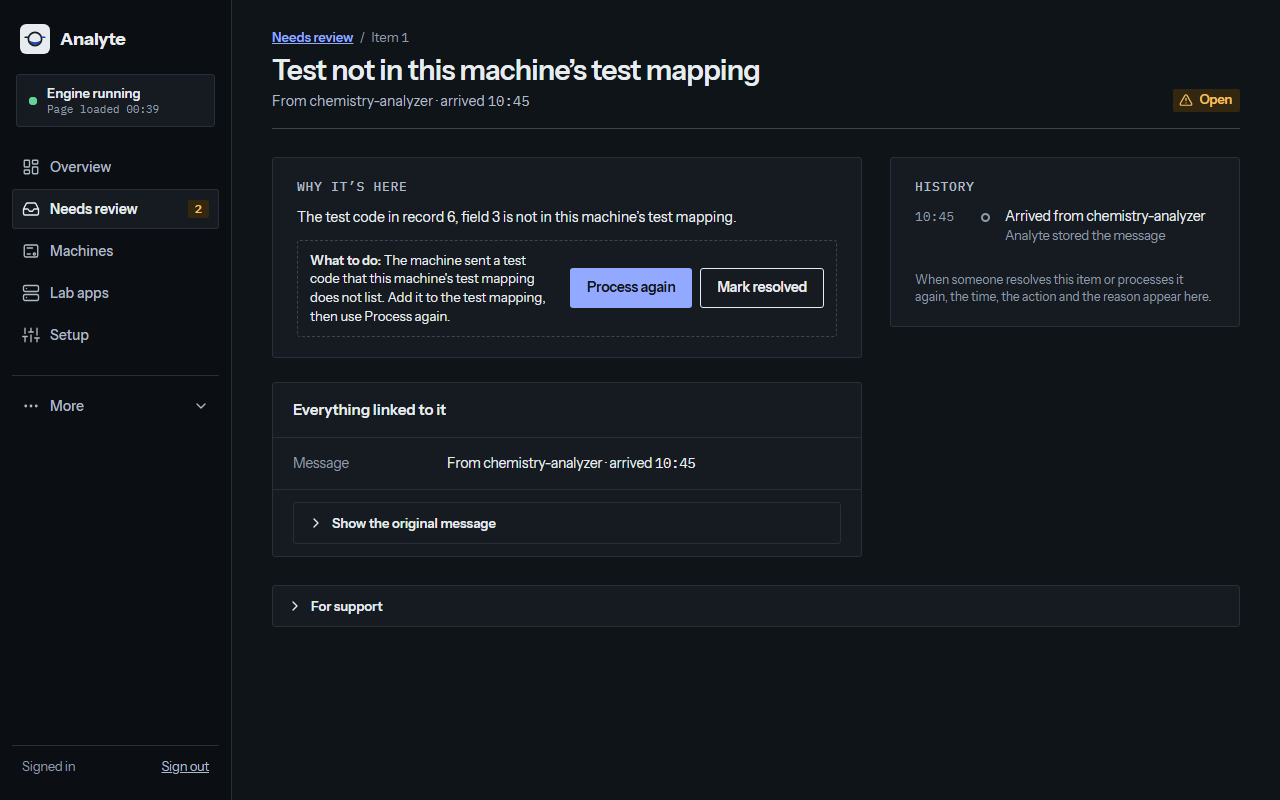 Analyte
Engine running
Page loaded 00:39
Overview
Needs review 2
Machines
Lab apps
Setup
More
Signed in Sign out
Needs review / Item 1
Test not in this machine’s test mapping
From chemistry-analyzer · arrived 10:45
Open
WHY IT’S HERE
The test code in record 6, field 3 is not in this machine’s test mapping.
What to do: The machine sent a test
code that this machine’s test mapping
does not list. Add it to the test mapping,
then use Process again.
Process again
Mark resolved
Everything linked to it
Message From chemistry-analyzer · arrived 10:45
Show the original message
For support
HISTORY
10:45 Arrived from chemistry-analyzer
Analyte stored the message
When someone resolves this item or processes it
again, the time, the action and the reason appear here.